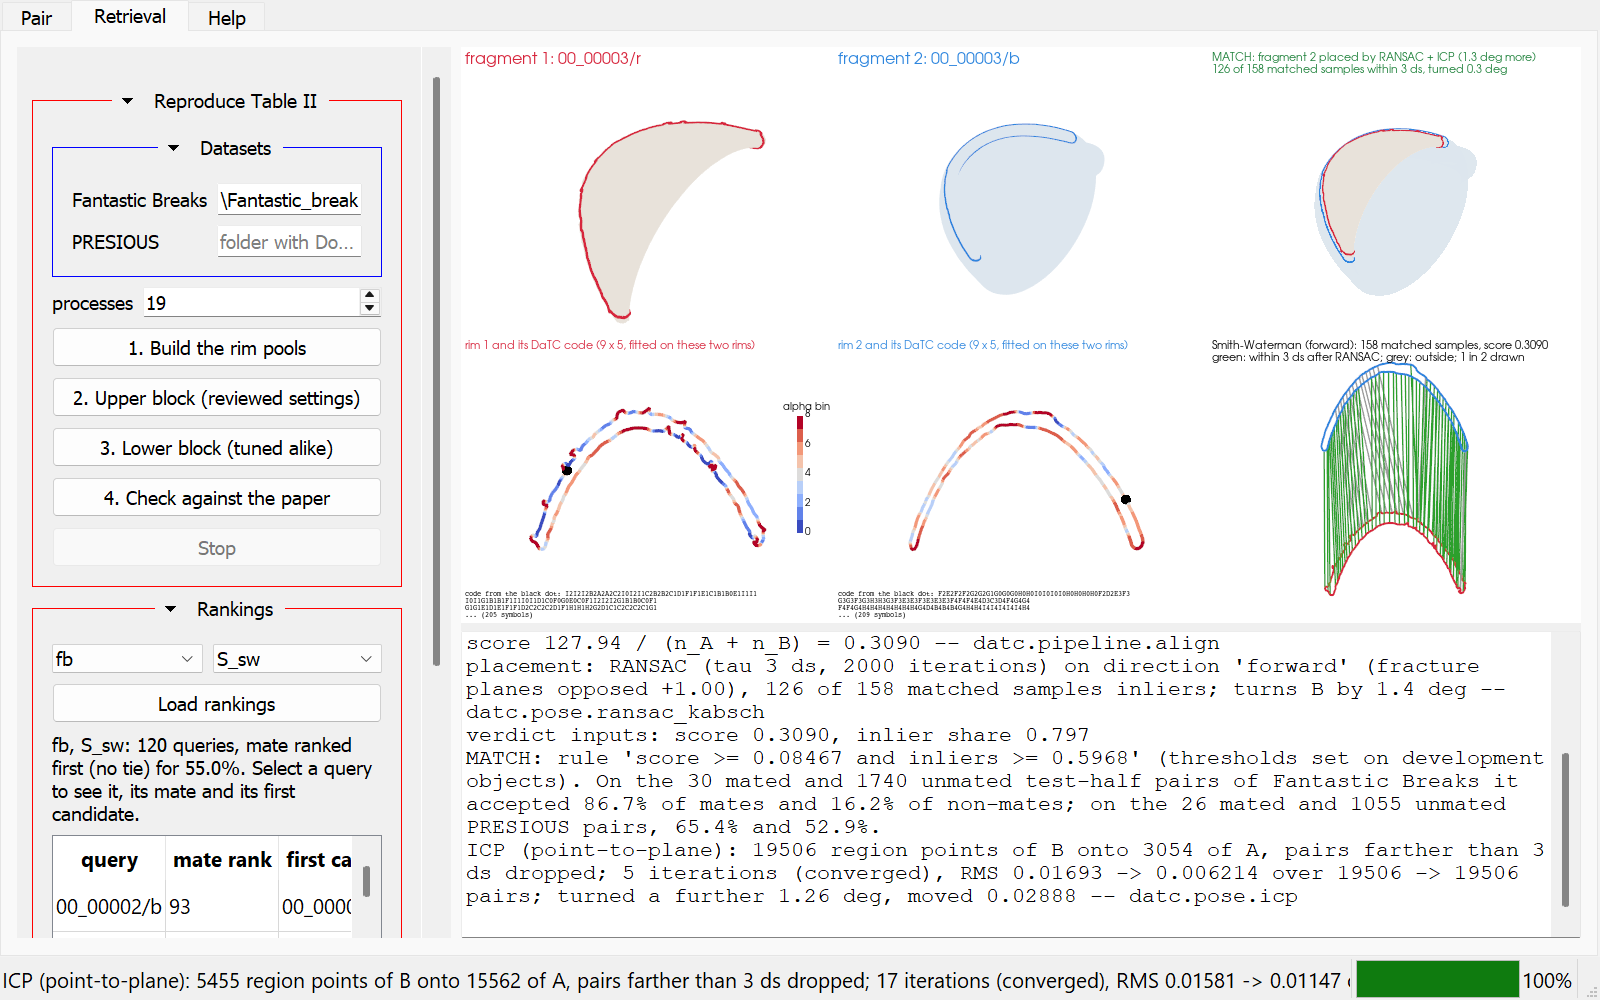 Pair
Retrieval
Help
Reproduce Table II
Datasets
Fantastic Breaks \Fantastic_break
PRESIOUS folder with Do...
processes 19
1. Build the rim pools
2. Upper block (reviewed settings)
3. Lower block (tuned alike)
4. Check against the paper
Stop
Rankings
fb S_sw
Load rankings
fb, S_sw: 120 queries, mate ranked
first (no tie) for 55.0%. Select a query
to see it, its mate and its first
candidate.
query mate rank first ca
00_00002/b 93 00_000
fragment 1: 00_00003/r
fragment 2: 00_00003/b
MATCH: fragment 2 placed by RANSAC + ICP (1.3 deg more)
126 of 158 matched samples within 3 ds, turned 0.3 deg
rim 1 and its DaTC code (9 x 5, fitted on these two rims)
rim 2 and its DaTC code (9 x 5, fitted on these two rims)
Smith-Waterman (forward): 158 matched samples, score 0.3090
green: within 3 ds after RANSAC; grey: outside; 1 in 2 drawn
alpha bin
8
6
4
2
0
code from the black dot:
... (205 symbols)
code from the black dot:
... (209 symbols)
score 127.94 / (n_A + n_B) = 0.3090 -- datc.pipeline.align
placement: RANSAC (tau 3 ds, 2000 iterations) on direction 'forward' (fracture
planes opposed +1.00), 126 of 158 matched samples inliers; turns B by 1.4 deg --
datc.pose.ransac_kabsch
verdict inputs: score 0.3090, inlier share 0.797
MATCH: rule 'score >= 0.08467 and inliers >= 0.5968' (thresholds set on development
objects). On the 30 mated and 1740 unmated test-half pairs of Fantastic Breaks it
accepted 86.7% of mates and 16.2% of non-mates; on the 26 mated and 1055 unmated
PRESIOUS pairs, 65.4% and 52.9%.
ICP (point-to-plane): 19506 region points of B onto 3054 of A, pairs farther than 3
ds dropped; 5 iterations (converged), RMS 0.01693 -> 0.006214 over 19506 -> 19506
pairs; turned a further 1.26 deg, moved 0.02888 -- datc.pose.icp
ICP (point-to-plane): 5455 region points of B onto 15562 of A, pairs farther than 3 ds dropped; 17 iterations (converged), RMS 0.01581 -> 0.01147
100%